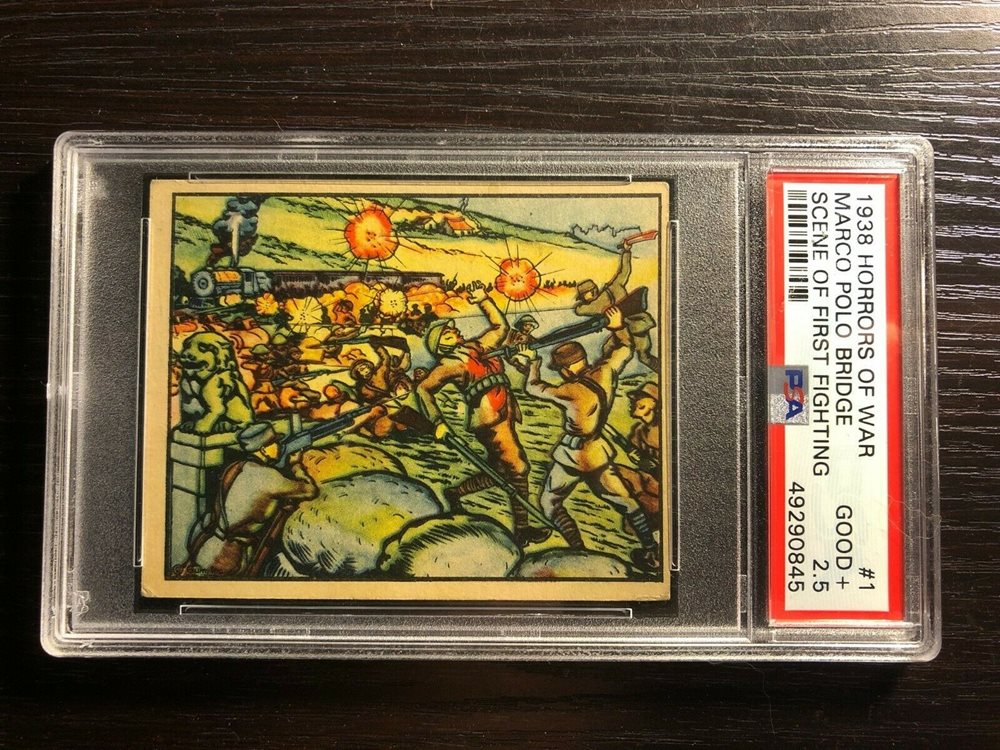 1938 HORRORS OF WAR #1
MARCO POLO BRIDGE GOOD +
SCENE OF FIRST FIGHTING 2.5
PSA 49290845